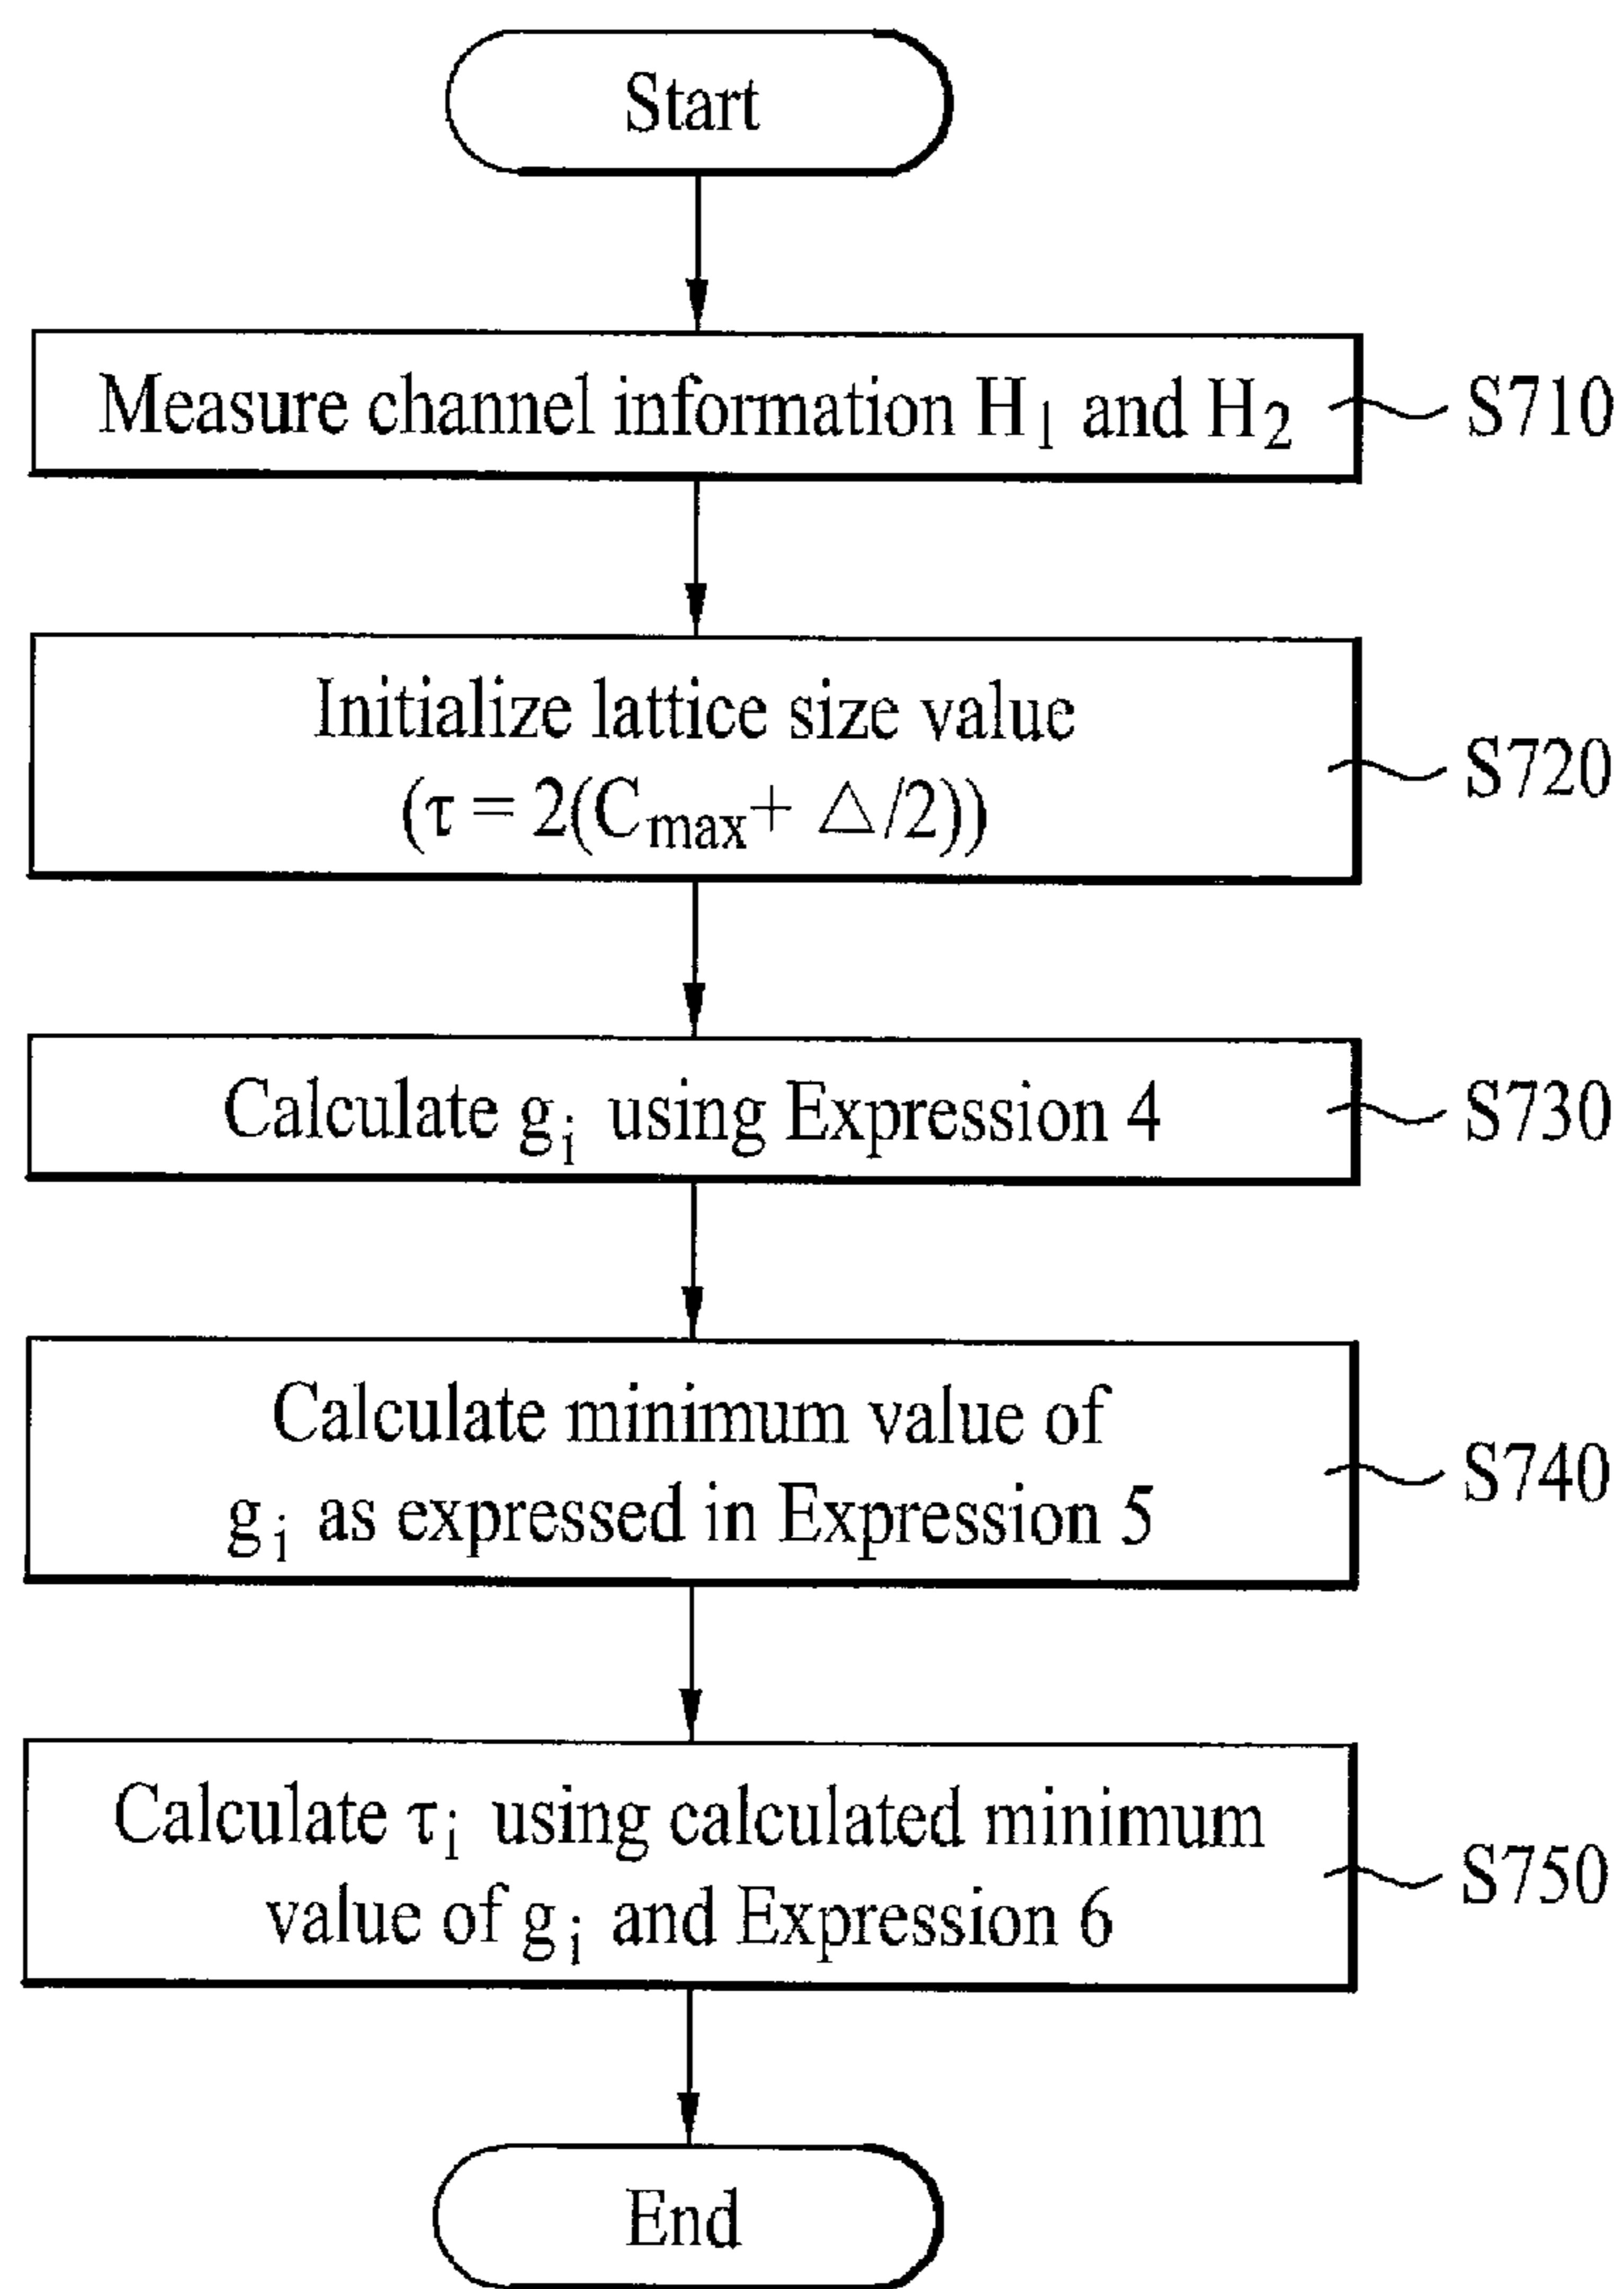 Start
Measure channel information H₁ and H₂
S710
Initialize lattice size value
(τ = 2(Cmax + △/2))
S720
Calculate gᵢ using Expression 4
S730
Calculate minimum value of
gᵢ as expressed in Expression 5
S740
Calculate τᵢ using calculated minimum
value of gᵢ and Expression 6
S750
End